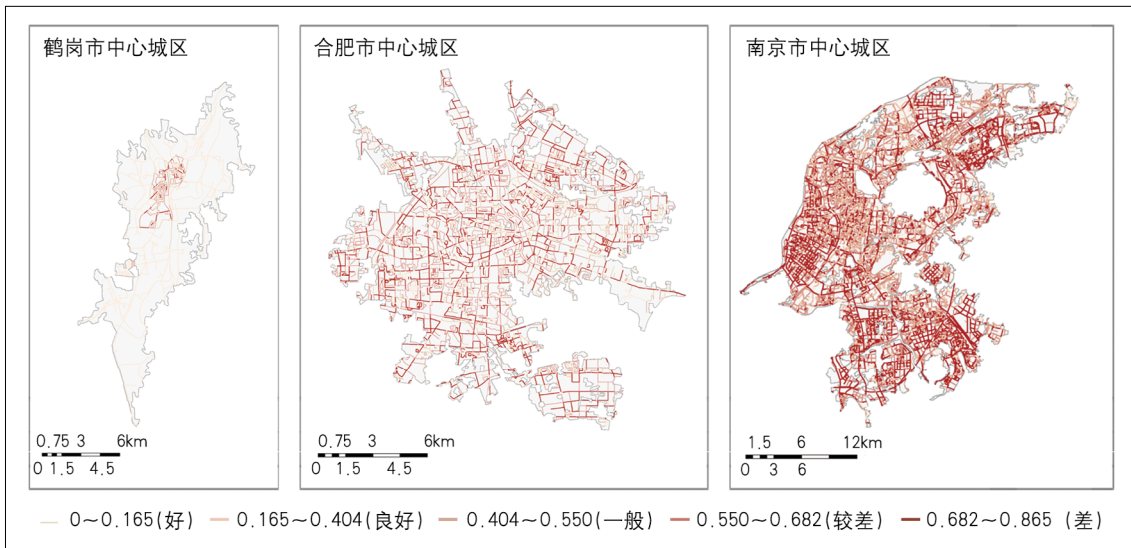 鹤岗市中心城区
合肥市中心城区
南京市中心城区
0.75 3 6km
0 1.5 4.5
0.75 3 6km
0 1.5 4.5
1.5 6 12km
0 3 6
0～0.165(好)
0.165～0.404(良好)
0.404～0.550(一般)
0.550～0.682(较差)
0.682～0.865 (差)